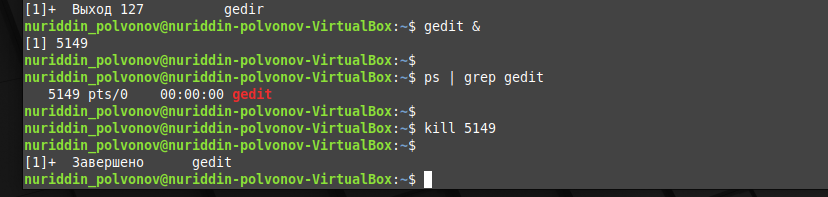 [1]+  Выход 127          gedir
nuriddin_polvonov@nuriddin-polvonov-VirtualBox:~$ gedit &
[1] 5149
nuriddin_polvonov@nuriddin-polvonov-VirtualBox:~$
nuriddin_polvonov@nuriddin-polvonov-VirtualBox:~$ ps | grep gedit
   5149 pts/0    00:00:00 gedit
nuriddin_polvonov@nuriddin-polvonov-VirtualBox:~$
nuriddin_polvonov@nuriddin-polvonov-VirtualBox:~$ kill 5149
nuriddin_polvonov@nuriddin-polvonov-VirtualBox:~$
[1]+  Завершено      gedit
nuriddin_polvonov@nuriddin-polvonov-VirtualBox:~$